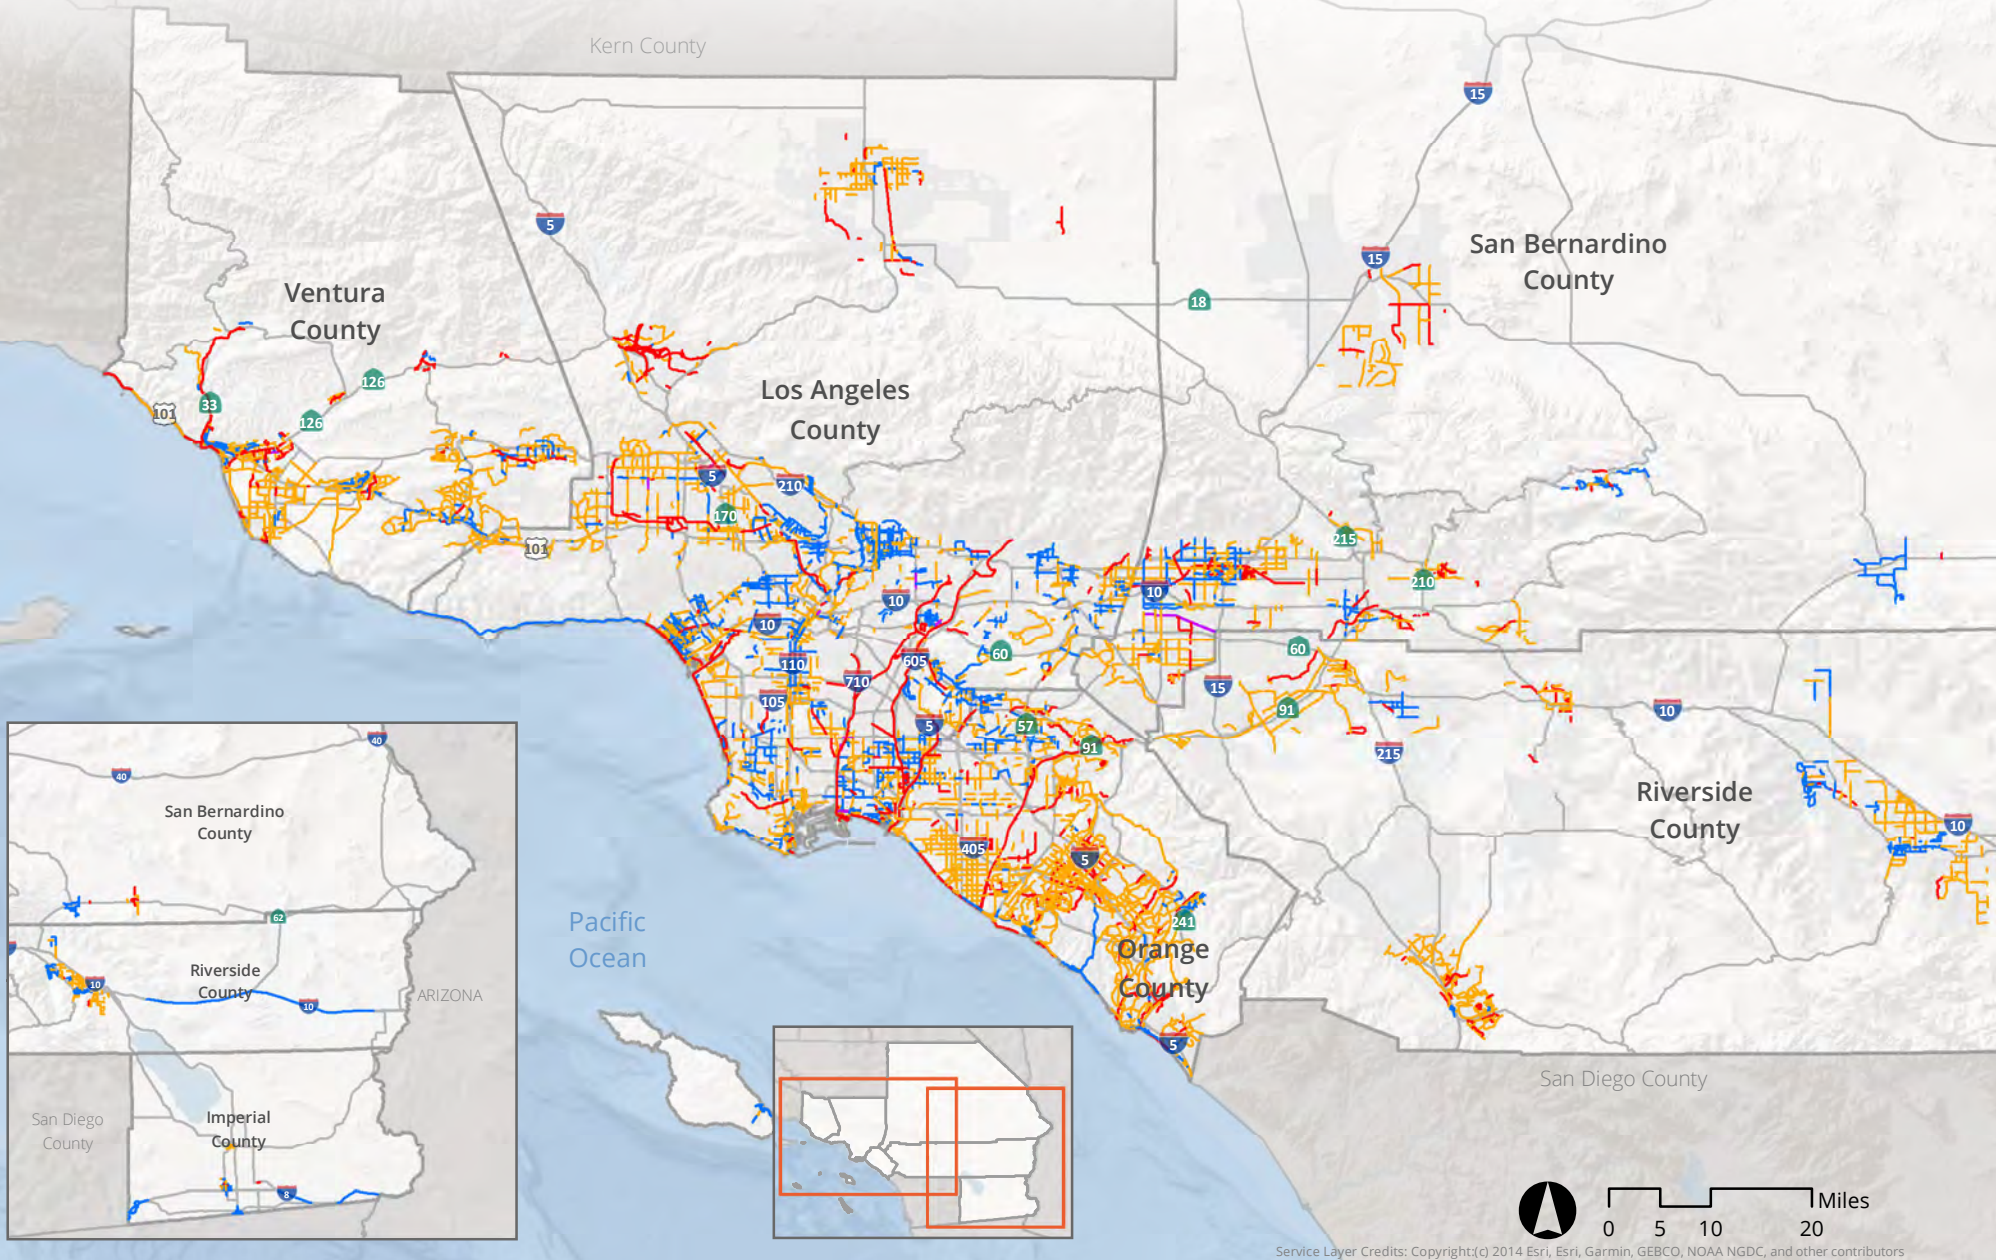 Kern County
15
5
15
San Bernardino
County
Ventura
County
18
126
Los Angeles
County
33
101
126
5
210
170
215
101
210
10
10
10
60
110
605
60
710
15
105
91
10
5
57
91
215
Riverside
County
10
405
5
241
Orange
County
5
Pacific
Ocean
40
40
San Bernardino
County
62
Riverside
County
10
10
ARIZONA
Imperial
County
San Diego
County
8
San Diego County
Miles
0 5 10 20
Service Layer Credits: Copyright:(c) 2014 Esri, Esri, Garmin, GEBCO, NOAA NGDC, and other contributors